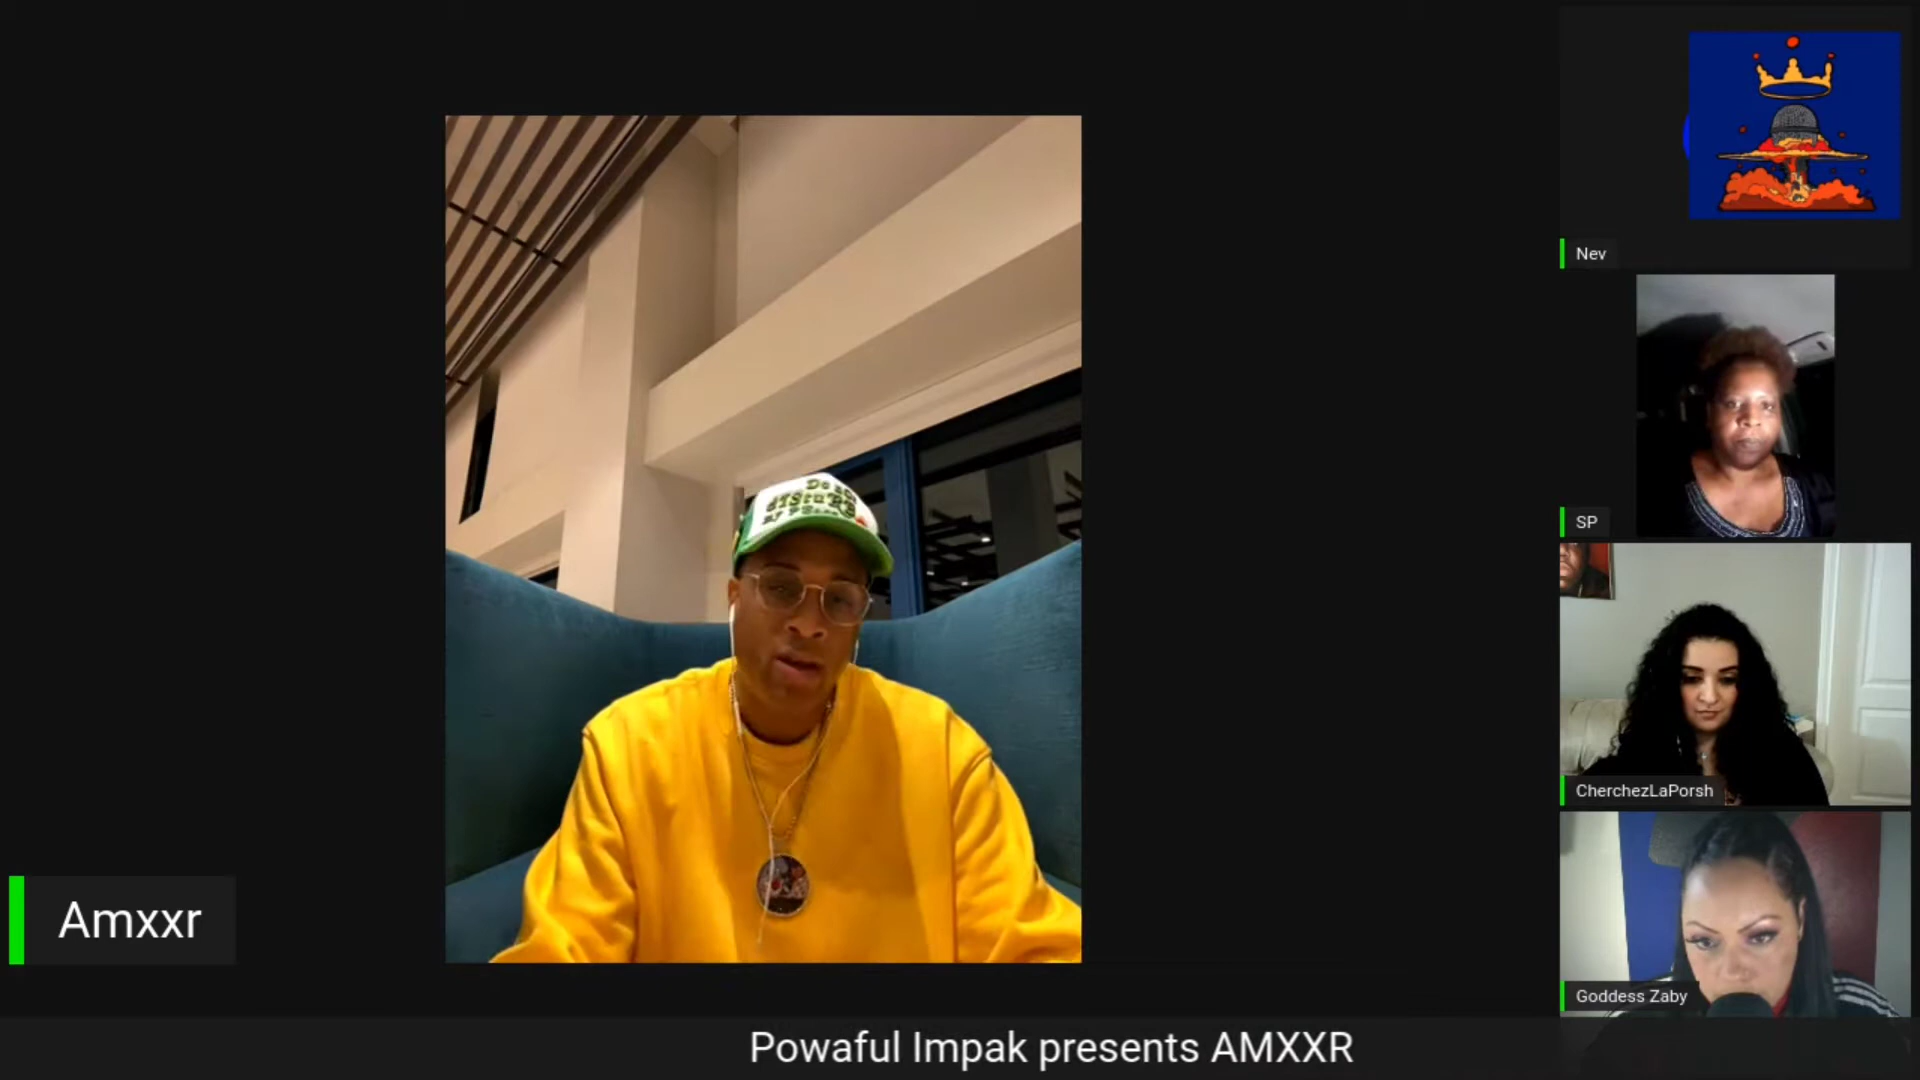 Nev
SP
CherchezLaPorsh
Goddess Zaby
Amxxr
Powaful Impak presents AMXXR